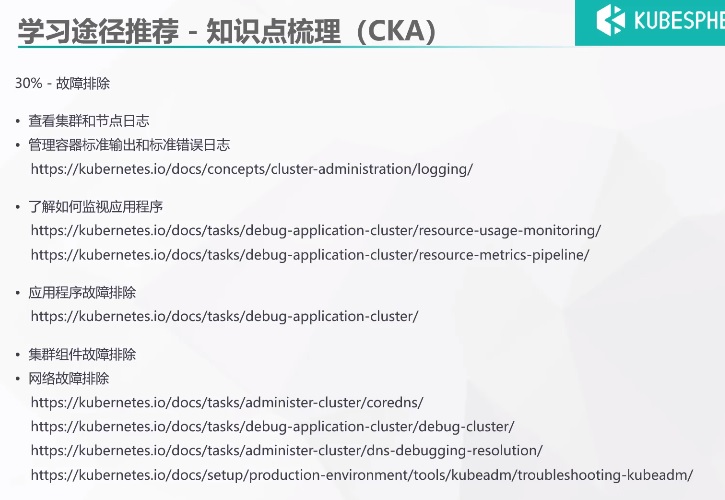 学习途径推荐 - 知识点梳理（CKA）
KUBESPHE
30% - 故障排除
• 查看集群和节点日志
• 管理容器标准输出和标准错误日志
https://kubernetes.io/docs/concepts/cluster-administration/logging/
• 了解如何监视应用程序
https://kubernetes.io/docs/tasks/debug-application-cluster/resource-usage-monitoring/
https://kubernetes.io/docs/tasks/debug-application-cluster/resource-metrics-pipeline/
• 应用程序故障排除
https://kubernetes.io/docs/tasks/debug-application-cluster/
• 集群组件故障排除
• 网络故障排除
https://kubernetes.io/docs/tasks/administer-cluster/coredns/
https://kubernetes.io/docs/tasks/debug-application-cluster/debug-cluster/
https://kubernetes.io/docs/tasks/administer-cluster/dns-debugging-resolution/
https://kubernetes.io/docs/setup/production-environment/tools/kubeadm/troubleshooting-kubeadm/